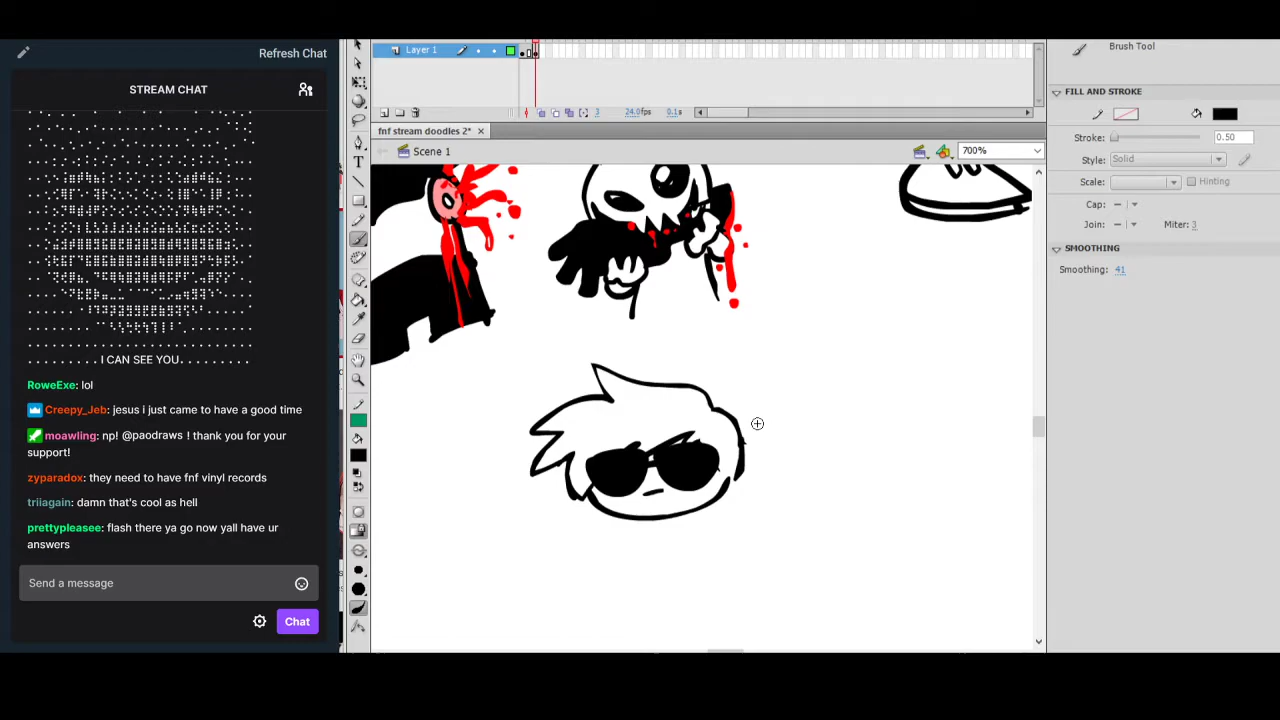 Refresh Chat
STREAM CHAT
. . . . . . . . . I CAN SEE YOU. . . . . . . . .
RoweExe: lol
Creepy_Jeb: jesus i just came to have a good time
moawling: np! @paodraws ! thank you for your
support!
zyparadox: they need to have fnf vinyl records
triiagain: damn that's cool as hell
prettypleasee: flash there ya go now yall have ur
answers
Send a message
Chat
Layer 1
3 24.0fps 0.1s
fnf stream doodles 2*
Scene 1
700%
T
Brush Tool
FILL AND STROKE
Stroke: 0.50
Style: Solid
Scale: Hinting
Cap: –
Join: – Miter: 3
SMOOTHING
Smoothing: 41